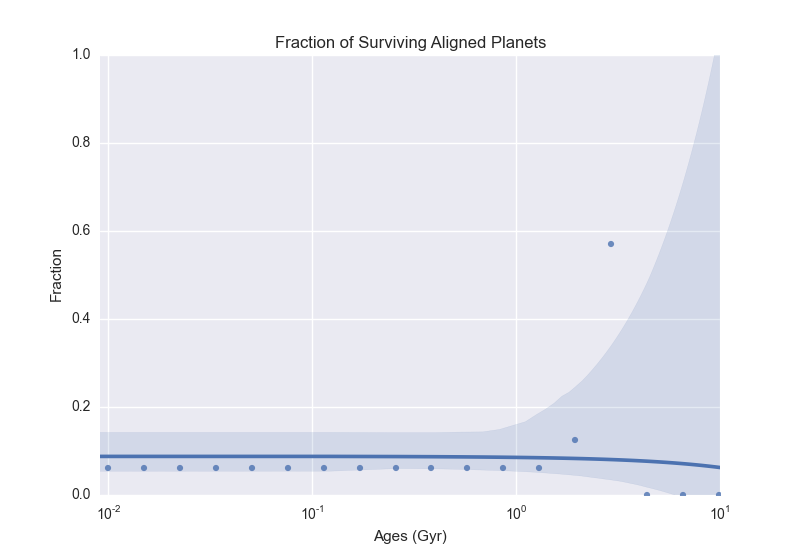 Fraction of Surviving Aligned Planets
1.0
0.8
0.6
0.4
0.2
0.0
Fraction
10⁻² 10⁻¹ 10⁰ 10¹
Ages (Gyr)